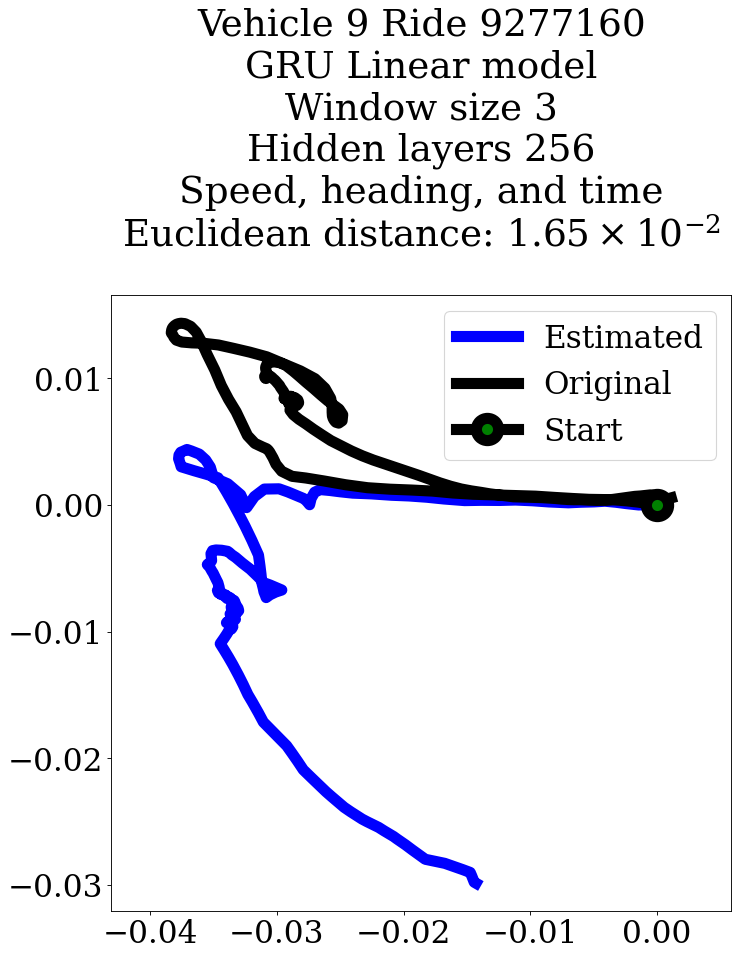 Vehicle 9 Ride 9277160
GRU Linear model
Window size 3
Hidden layers 256
Speed, heading, and time
Euclidean distance: 1.65 × 10⁻²
Estimated
Original
Start
0.01
0.00
−0.01
−0.02
−0.03
−0.04 −0.03 −0.02 −0.01 0.00